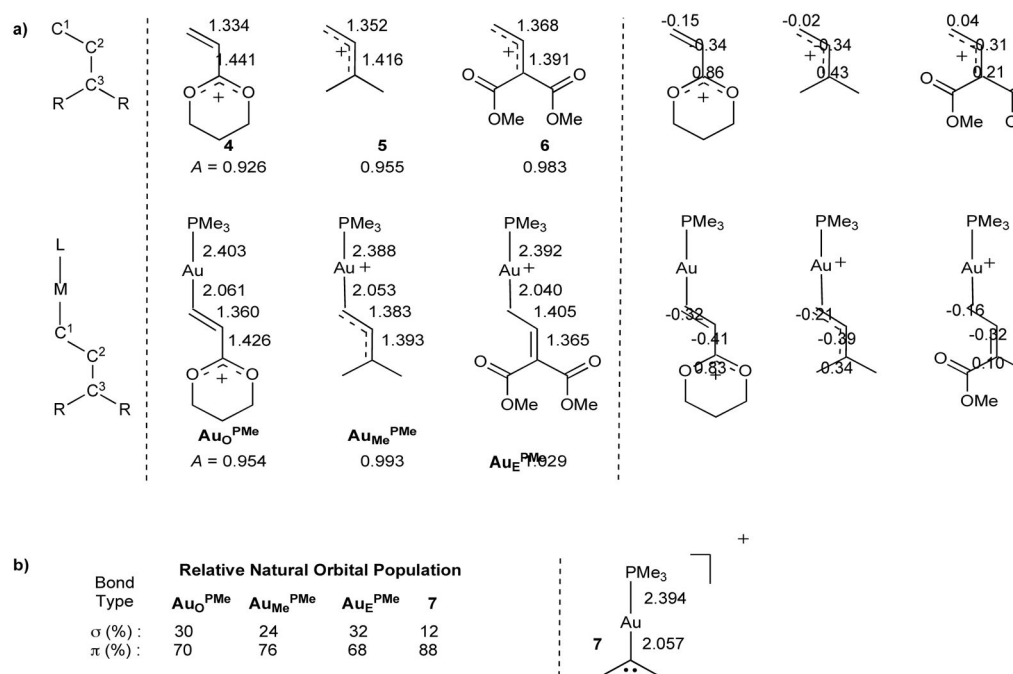 a)
C1
C2
C3
R R
1.334
1.441
O O
+
4
A = 0.926
1.352
+
1.416
5
0.955
1.368
+
1.391
O O
OMe OMe
6
0.983
-0.15
-0.34
0.86
O O
+
-0.02
-0.34
+
0.43
0.04
-0.31
+
0.21
O
OMe
L
M
C1
C2
C3
R R
PMe3
2.403
Au
2.061
1.360
1.426
O O
+
AuOPMe
A = 0.954
PMe3
2.388
Au+
2.053
1.383
1.393
AuMePMe
0.993
PMe3
2.392
Au+
2.040
1.405
1.365
O O
OMe OMe
AuEPMe
1.029
PMe3
Au
-0.32
-0.41
0.83
O O
+
PMe3
Au+
-0.21
-0.39
0.34
PMe3
Au+
-0.16
-0.32
0.10
O
OMe
b)
Relative Natural Orbital Population
Bond Type AuOPMe AuMePMe AuEPMe 7
σ (%) : 30 24 32 12
π (%) : 70 76 68 88
+
PMe3
2.394
Au
7 2.057